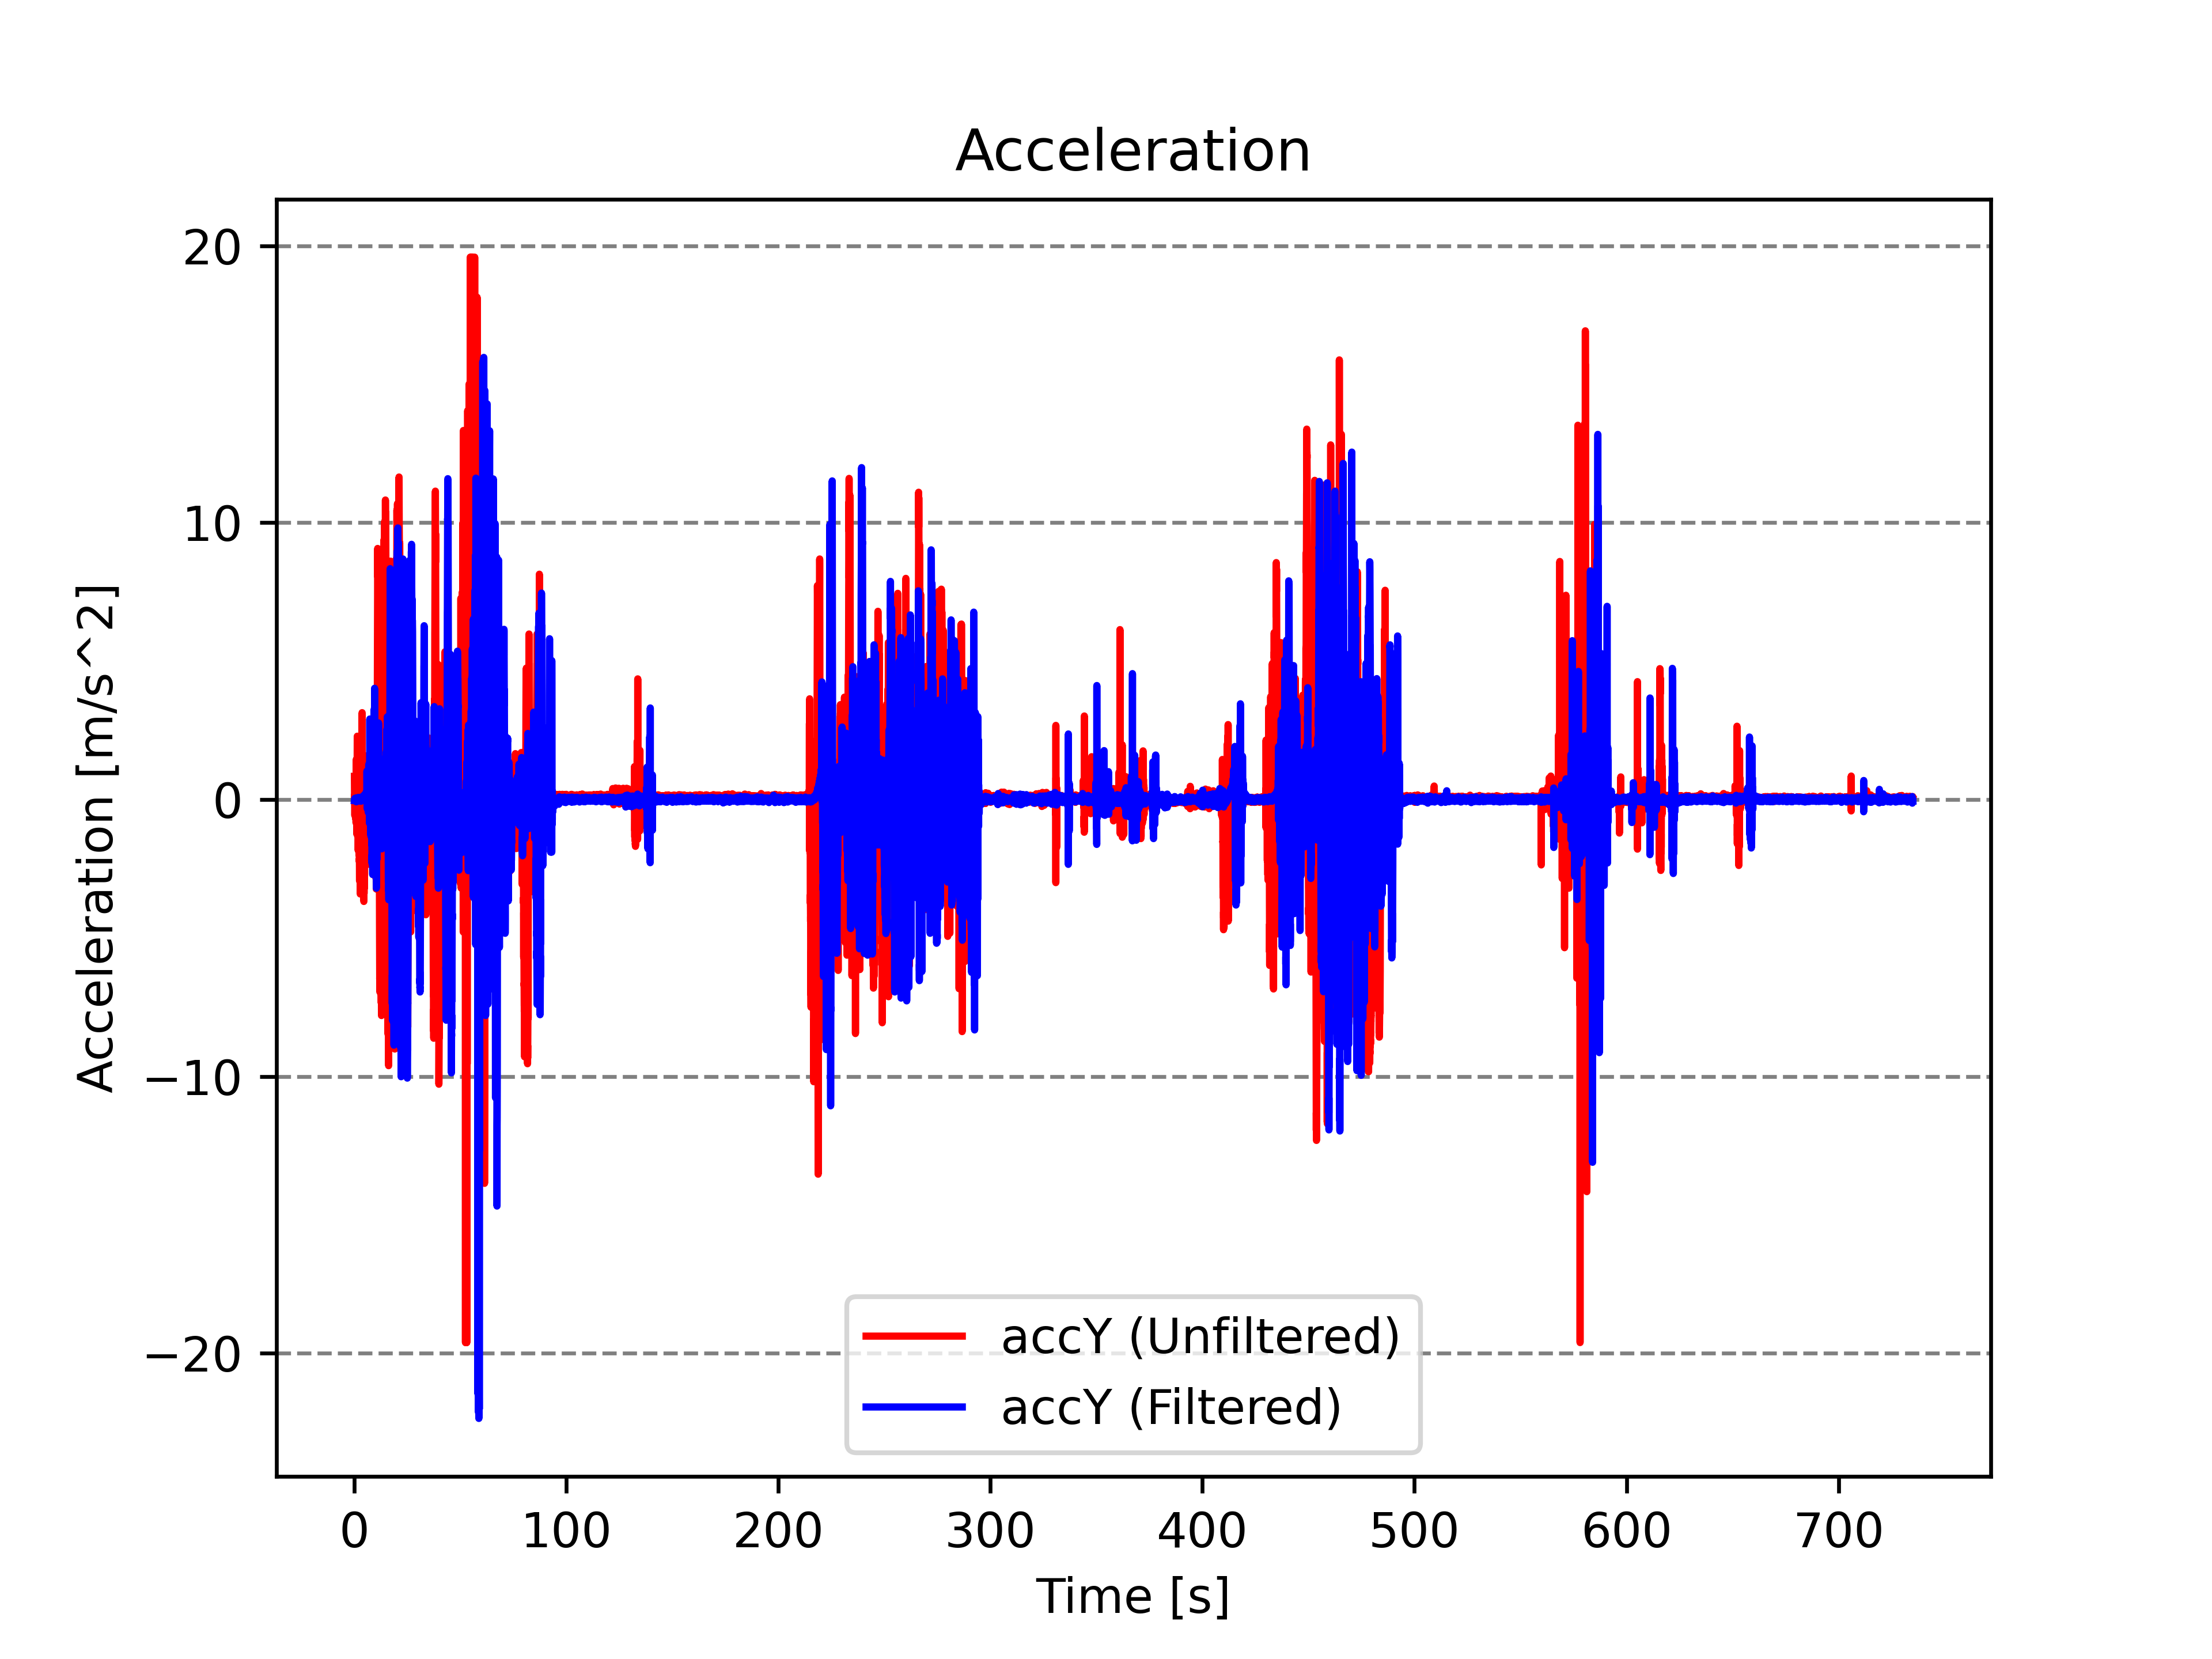 Acceleration
20
10
0
−10
−20
Acceleration [m/s^2]
accY (Unfiltered)
accY (Filtered)
0 100 200 300 400 500 600 700
Time [s]